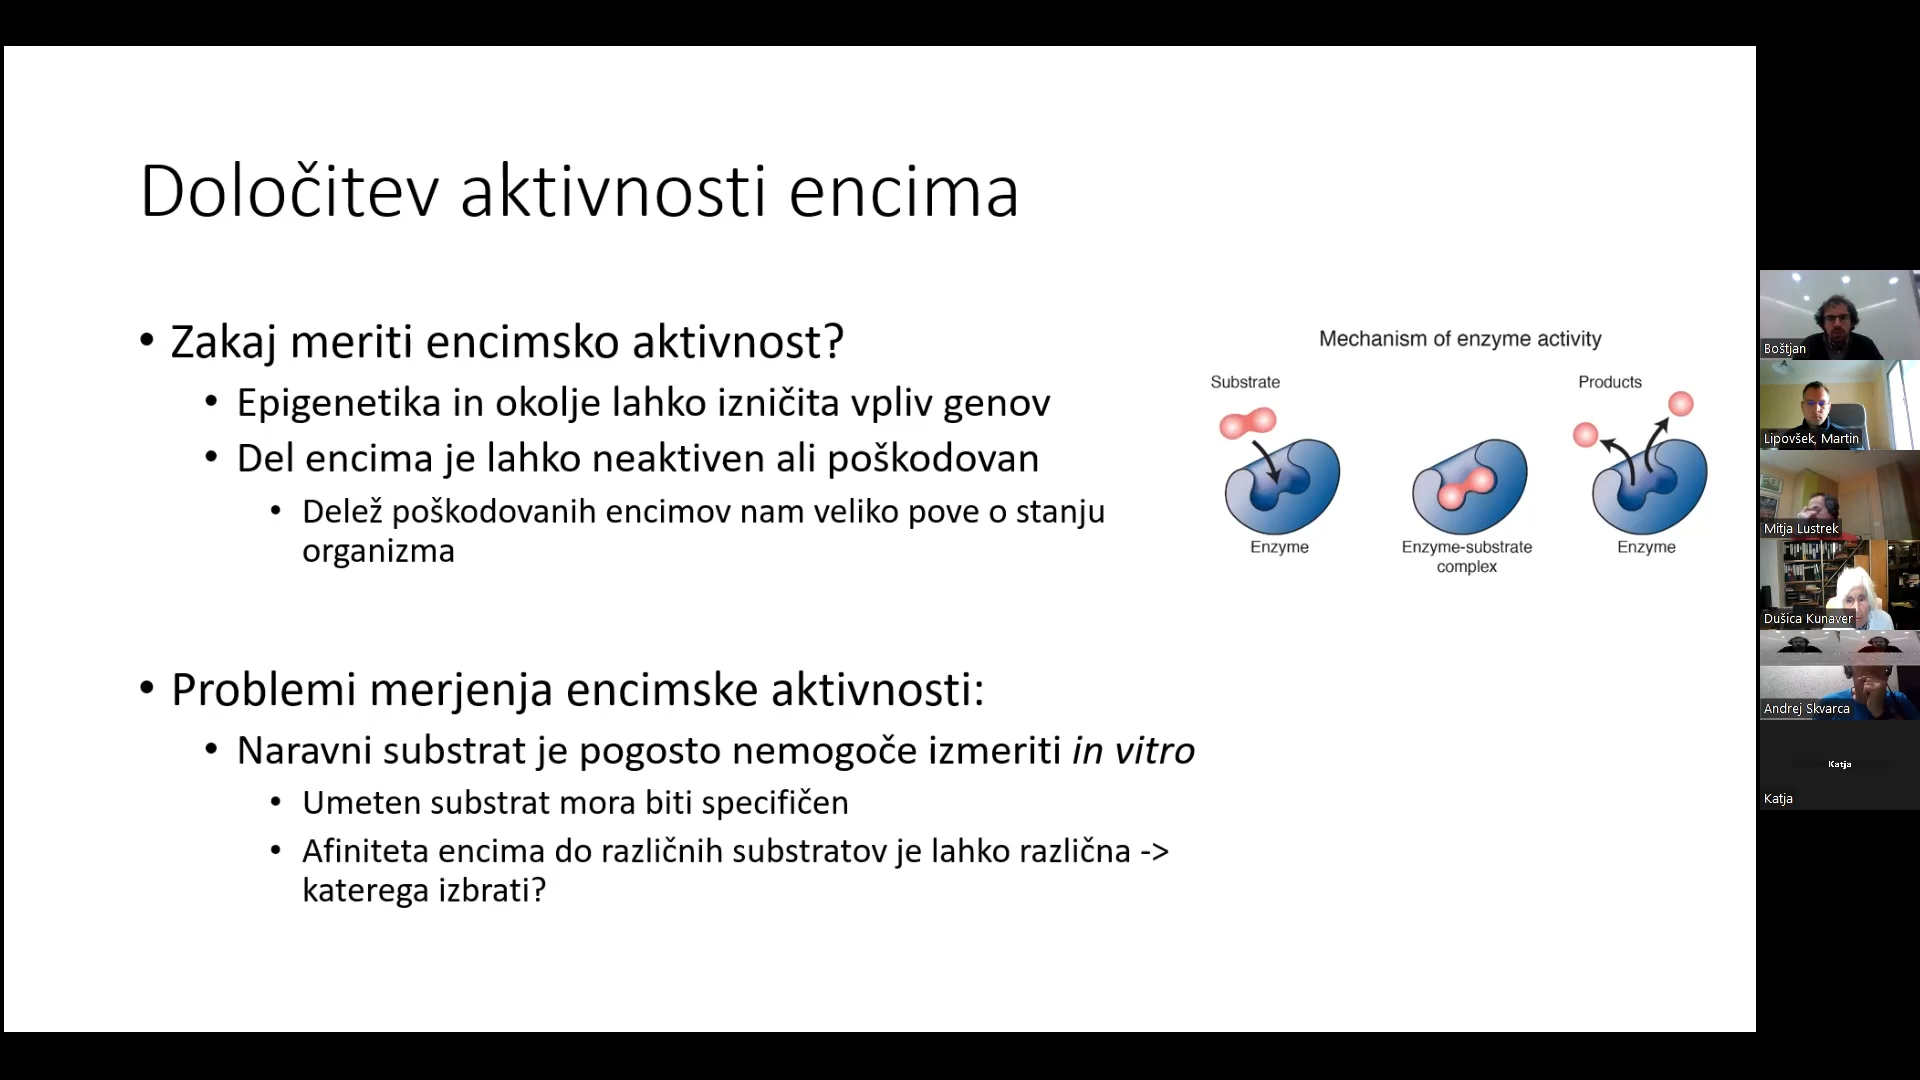 Določitev aktivnosti encima
• Zakaj meriti encimsko aktivnost?
• Epigenetika in okolje lahko izničita vpliv genov
• Del encima je lahko neaktiven ali poškodovan
• Delež poškodovanih encimov nam veliko pove o stanju
organizma
• Problemi merjenja encimske aktivnosti:
• Naravni substrat je pogosto nemogoče izmeriti in vitro
• Umeten substrat mora biti specifičen
• Afiniteta encima do različnih substratov je lahko različna ->
katerega izbrati?
Mechanism of enzyme activity
Substrate
Products
Enzyme
Enzyme-substrate
complex
Enzyme
Boštjan
Lipovšek, Martin
Mitja Lustrek
Dušica Kunaver
Andrej Skvarca
Katja
Katja